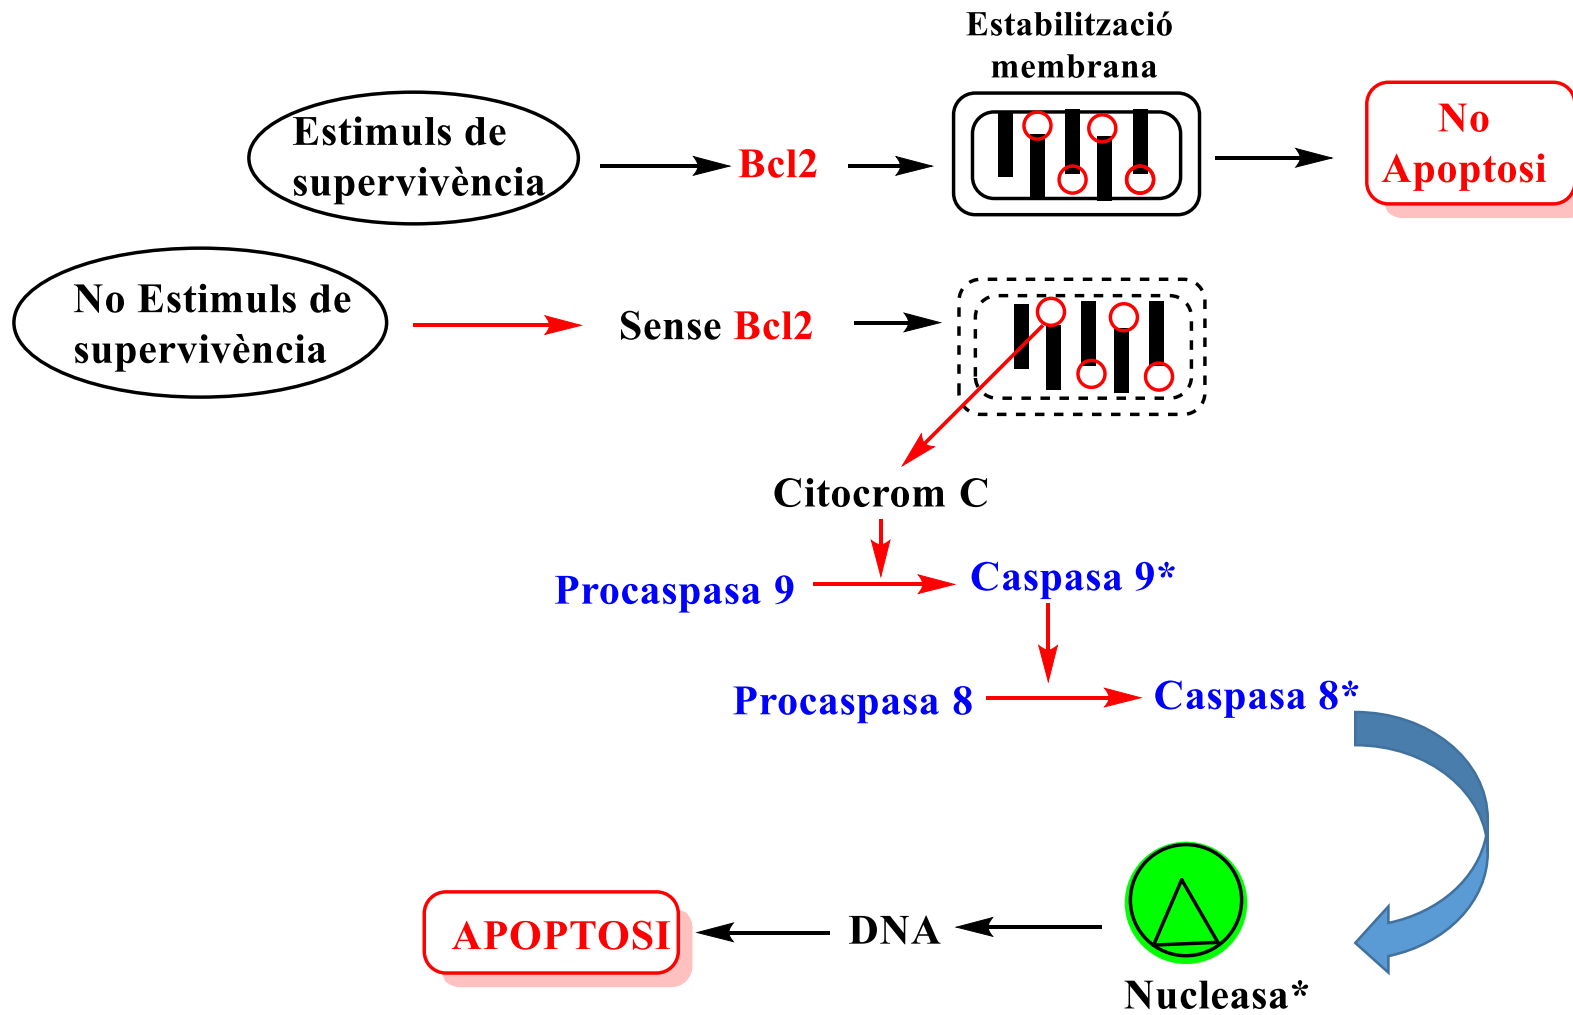 Estabilització
membrana
Estimuls de
supervivència
Bcl2
No
Apoptosi
No Estimuls de
supervivència
Sense Bcl2
Citocrom C
Procaspasa 9
Caspasa 9*
Procaspasa 8
Caspasa 8*
APOPTOSI
DNA
Nucleasa*